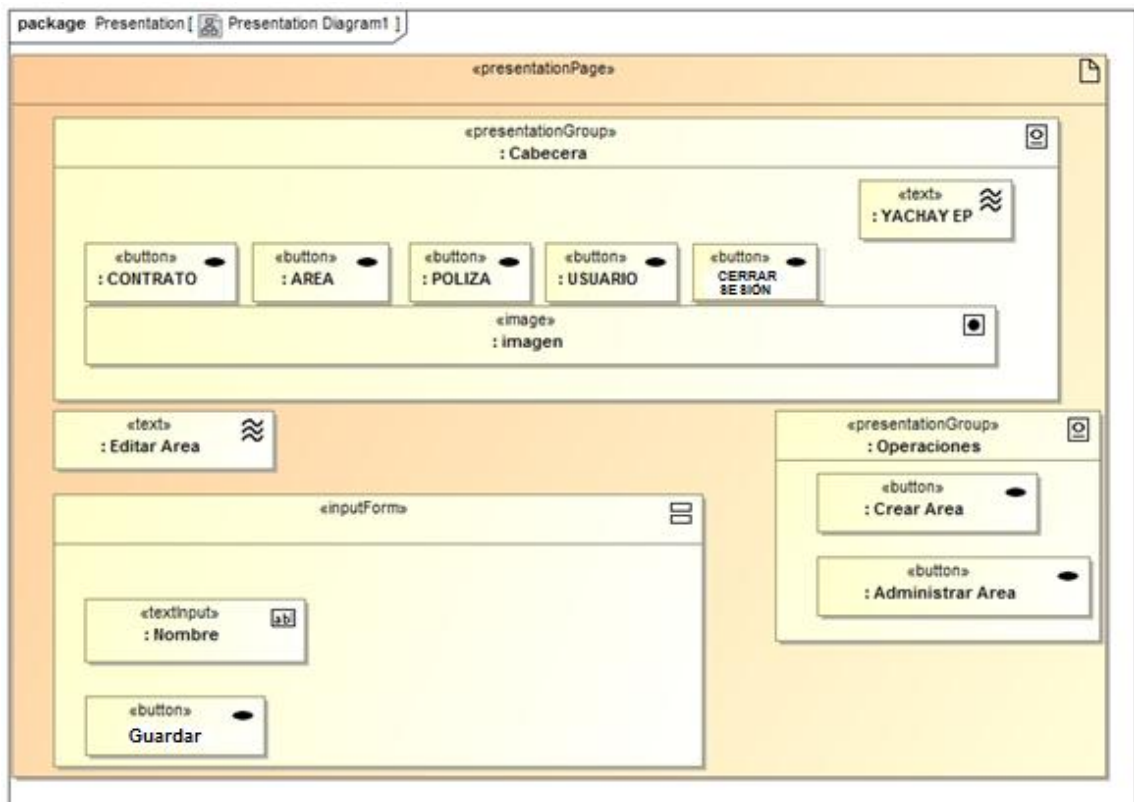 package Presentation [ Presentation Diagram1 ]
«presentationPage»
«presentationGroup»
: Cabecera
«text»
: YACHAY EP
«button»
: CONTRATO
«button»
: AREA
«button»
: POLIZA
«button»
: USUARIO
«button»
CERRAR
SESIÓN
«image»
: imagen
«text»
: Editar Area
«presentationGroup»
: Operaciones
«button»
: Crear Area
«button»
: Administrar Area
«inputForm»
«textInput»
: Nombre
ab
«button»
Guardar